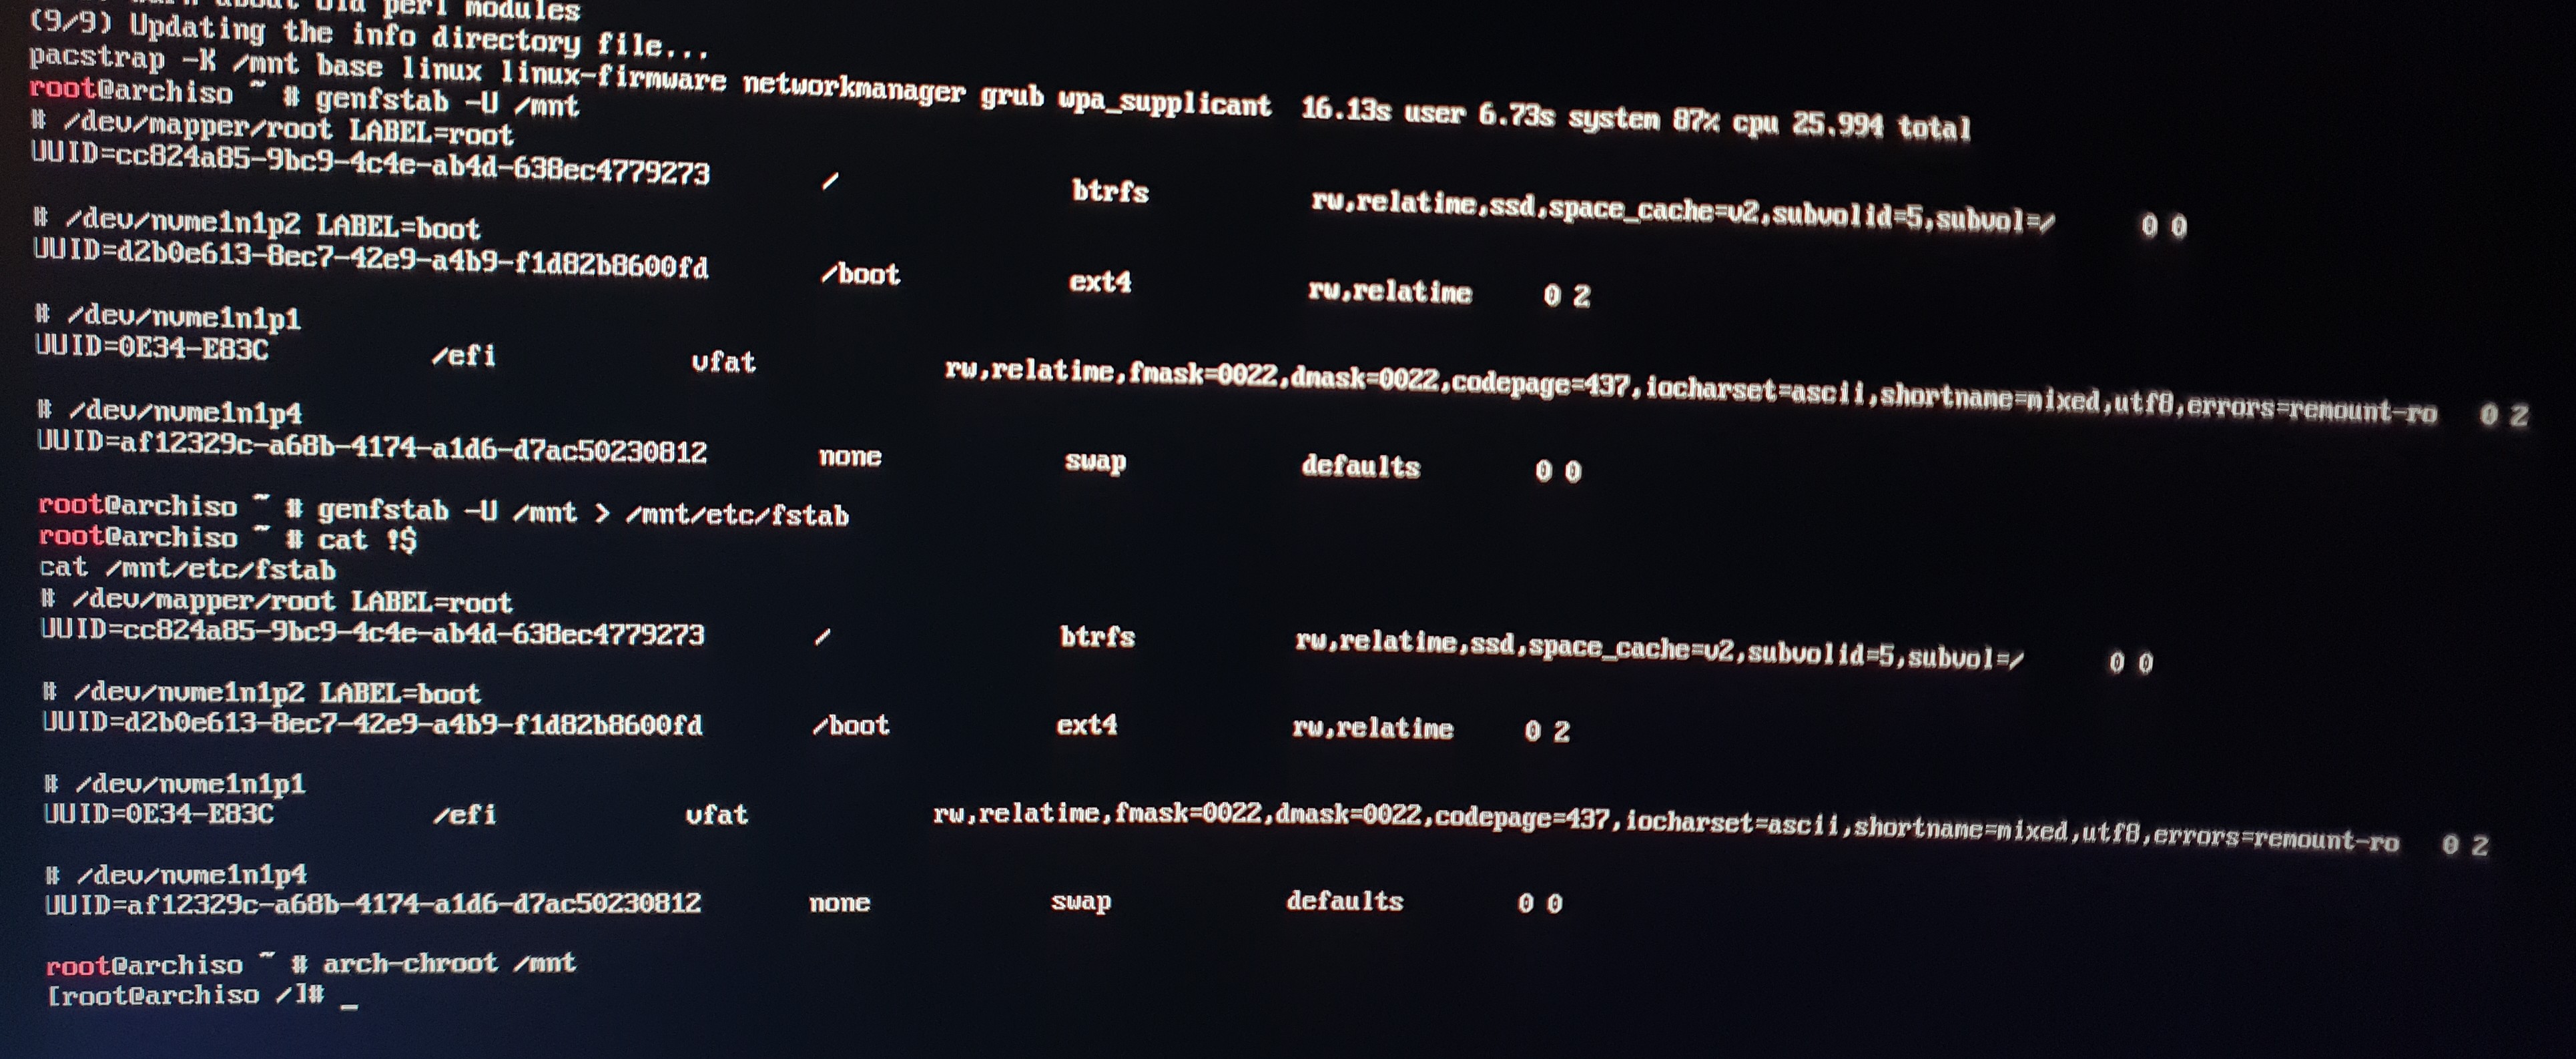 about old perl modules
(9/9) Updating the info directory file...
pacstrap -K /mnt base linux linux-firmware networkmanager grub wpa_supplicant  16.13s user 6.73s system 87% cpu 25.994 total
root@archiso ~ # genfstab -U /mnt
# /dev/mapper/root LABEL=root
UUID=cc824a85-9bc9-4c4e-ab4d-638ec4779273 / btrfs rw,relatime,ssd,space_cache=v2,subvolid=5,subvol=/ 0 0
# /dev/nvme1n1p2 LABEL=boot
UUID=d2b0e613-8ec7-42e9-a4b9-f1d82b8600fd /boot ext4 rw,relatime 0 2
# /dev/nvme1n1p1
UUID=0E34-E83C /efi vfat rw,relatime,fmask=0022,dmask=0022,codepage=437,iocharset=ascii,shortname=mixed,utf8,errors=remount-ro 0 2
# /dev/nvme1n1p4
UUID=af12329c-a68b-4174-a1d6-d7ac50230812 none swap defaults 0 0
root@archiso ~ # genfstab -U /mnt > /mnt/etc/fstab
root@archiso ~ # cat !$
cat /mnt/etc/fstab
# /dev/mapper/root LABEL=root
UUID=cc824a85-9bc9-4c4e-ab4d-638ec4779273 / btrfs rw,relatime,ssd,space_cache=v2,subvolid=5,subvol=/ 0 0
# /dev/nvme1n1p2 LABEL=boot
UUID=d2b0e613-8ec7-42e9-a4b9-f1d82b8600fd /boot ext4 rw,relatime 0 2
# /dev/nvme1n1p1
UUID=0E34-E83C /efi vfat rw,relatime,fmask=0022,dmask=0022,codepage=437,iocharset=ascii,shortname=mixed,utf8,errors=remount-ro 0 2
# /dev/nvme1n1p4
UUID=af12329c-a68b-4174-a1d6-d7ac50230812 none swap defaults 0 0
root@archiso ~ # arch-chroot /mnt
[root@archiso /]# _